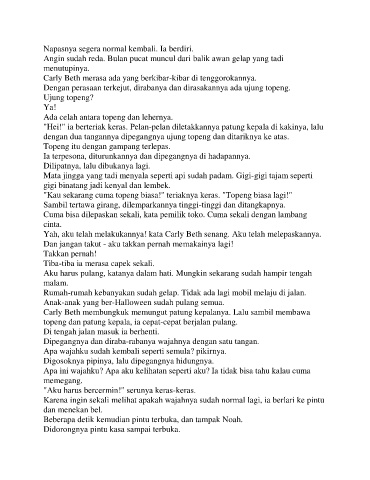 Napasnya segera normal kembali. Ia berdiri.
Angin sudah reda. Bulan pucat muncul dari balik awan gelap yang tadi
menutupinya.
Carly Beth merasa ada yang berkibar-kibar di tenggorokannya.
Dengan perasaan terkejut, dirabanya dan dirasakannya ada ujung topeng.
Ujung topeng?
Ya!
Ada celah antara topeng dan lehernya.
"Hei!" ia berteriak keras. Pelan-pelan diletakkannya patung kepala di kakinya, lalu
dengan dua tangannya dipegangnya ujung topeng dan ditariknya ke atas.
Topeng itu dengan gampang terlepas.
Ia terpesona, diturunkannya dan dipegangnya di hadapannya.
Dilipatnya, lalu dibukanya lagi.
Mata jingga yang tadi menyala seperti api sudah padam. Gigi-gigi tajam seperti
gigi binatang jadi kenyal dan lembek.
"Kau sekarang cuma topeng biasa!" teriaknya keras. "Topeng biasa lagi!"
Sambil tertawa girang, dilemparkannya tinggi-tinggi dan ditangkapnya.
Cuma bisa dilepaskan sekali, kata pemilik toko. Cuma sekali dengan lambang
cinta.
Yah, aku telah melakukannya! kata Carly Beth senang. Aku telah melepaskannya.
Dan jangan takut - aku takkan pernah memakainya lagi!
Takkan pernah!
Tiba-tiba ia merasa capek sekali.
Aku harus pulang, katanya dalam hati. Mungkin sekarang sudah hampir tengah
malam.
Rumah-rumah kebanyakan sudah gelap. Tidak ada lagi mobil melaju di jalan.
Anak-anak yang ber-Halloween sudah pulang semua.
Carly Beth membungkuk memungut patung kepalanya. Lalu sambil membawa
topeng dan patung kepala, ia cepat-cepat berjalan pulang.
Di tengah jalan masuk ia berhenti.
Dipegangnya dan diraba-rabanya wajahnya dengan satu tangan.
Apa wajahku sudah kembali seperti semula? pikirnya.
Digosoknya pipinya, lalu dipegangnya hidungnya.
Apa ini wajahku? Apa aku kelihatan seperti aku? Ia tidak bisa tahu kalau cuma
memegang.
"Aku harus bercermin!" serunya keras-keras.
Karena ingin sekali melihat apakah wajahnya sudah normal lagi, ia berlari ke pintu
dan menekan bel.
Beberapa detik kemudian pintu terbuka, dan tampak Noah.
Didorongnya pintu kasa sampai terbuka.